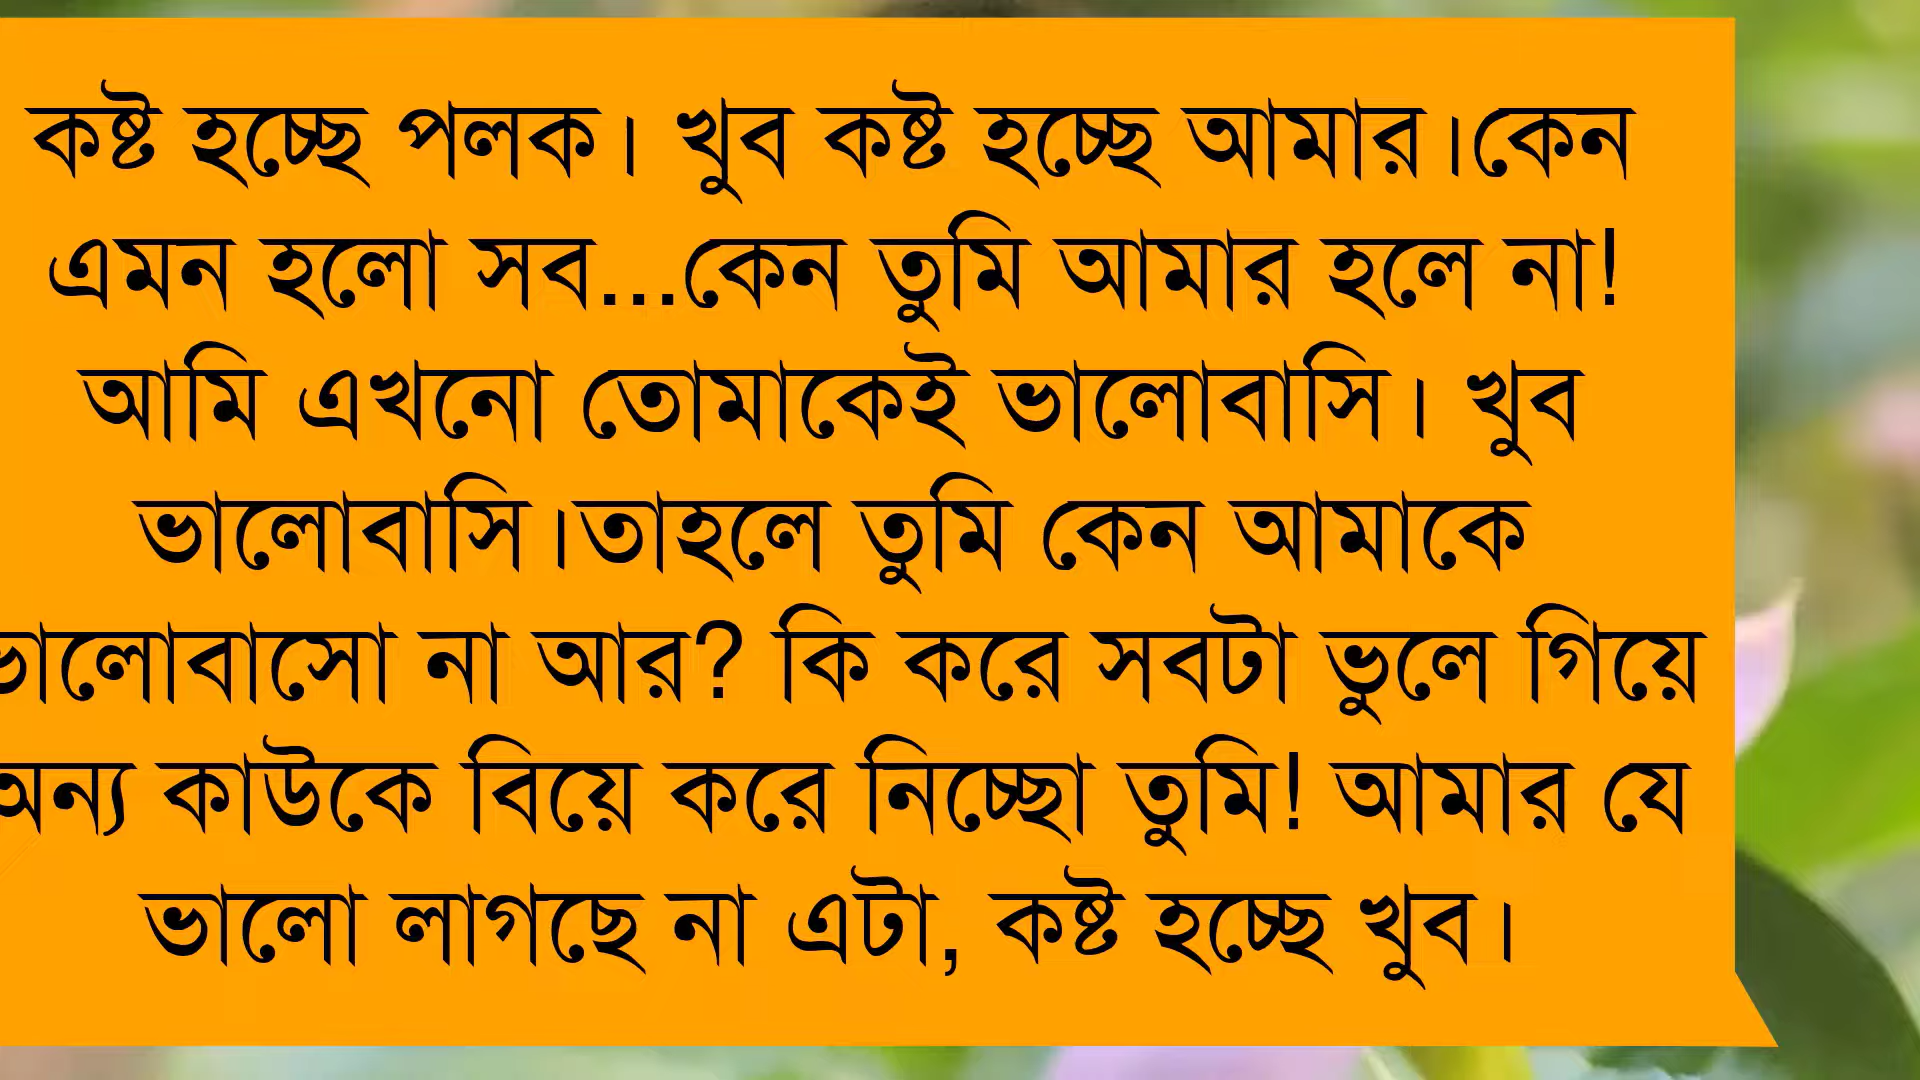 কষ্ট হচ্ছে পলক। খুব কষ্ট হচ্ছে আমার।কেন
এমন হলো সব...কেন তুমি আমার হলে না!
আমি এখনো তোমাকেই ভালোবাসি। খুব
ভালোবাসি।তাহলে তুমি কেন আমাকে
ভালোবাসো না আর? কি করে সবটা ভুলে গিয়ে
অন্য কাউকে বিয়ে করে নিচ্ছো তুমি! আমার যে
ভালো লাগছে না এটা, কষ্ট হচ্ছে খুব।